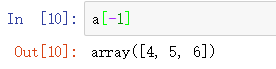 In [10]: a[-1]
Out[10]: array([4, 5, 6])